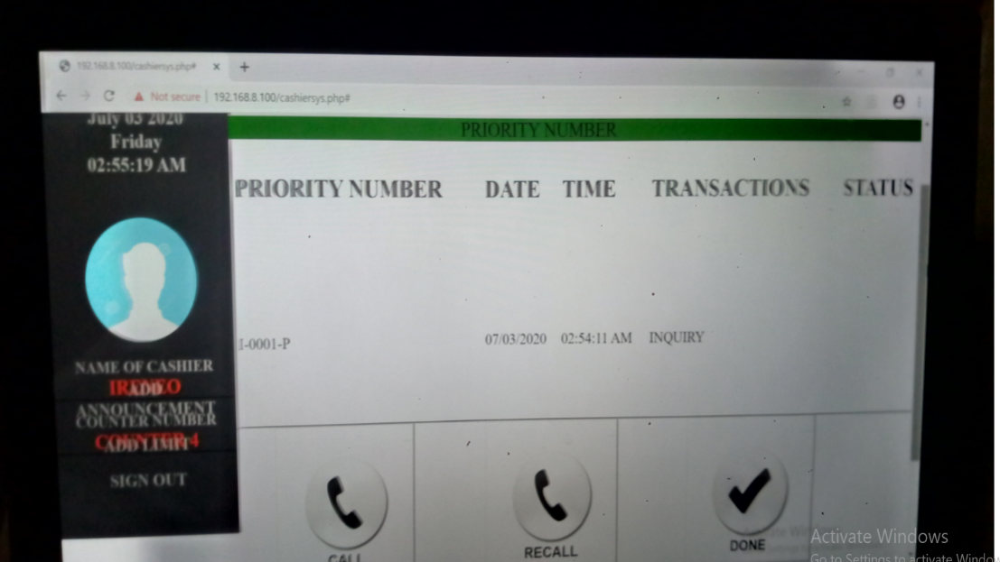 192.168.8.100/cashiersys.php#
Not secure | 192.168.8.100/cashiersys.php#
July 03 2020
Friday
02:55:19 AM
NAME OF CASHIER
IRENEO
ADD
ANNOUNCEMENT
COUNTER NUMBER
COUNTER 4
ADD LIMIT
SIGN OUT
PRIORITY NUMBER
PRIORITY NUMBER DATE TIME TRANSACTIONS STATUS
I-0001-P 07/03/2020 02:54:11 AM INQUIRY
CALL RECALL DONE
Activate Windows
Go to Settings to activate Windows